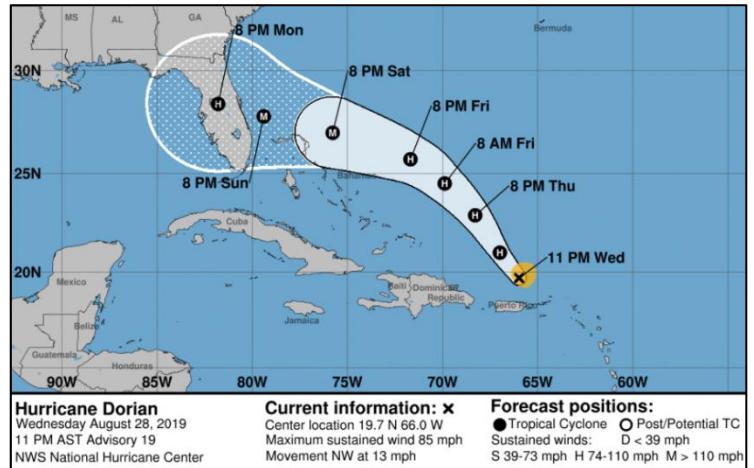 MS
AL
GA
Bermuda
8 PM Mon
30N
8 PM Sat
8 PM Fri
8 AM Fri
25N
8 PM Sun
8 PM Thu
H
M
M
H
H
H
H
Bahamas
Cuba
11 PM Wed
20N
Mexico
Haiti
Dominican
Republic
Puerto Rico
Jamaica
Belize
Guatemala
Honduras
90W 85W 80W 75W 70W 65W 60W
Hurricane Dorian
Wednesday August 28, 2019
11 PM AST Advisory 19
NWS National Hurricane Center
Current information: ×
Center location 19.7 N 66.0 W
Maximum sustained wind 85 mph
Movement NW at 13 mph
Forecast positions:
● Tropical Cyclone ○ Post/Potential TC
Sustained winds: D < 39 mph
S 39-73 mph H 74-110 mph M > 110 mph